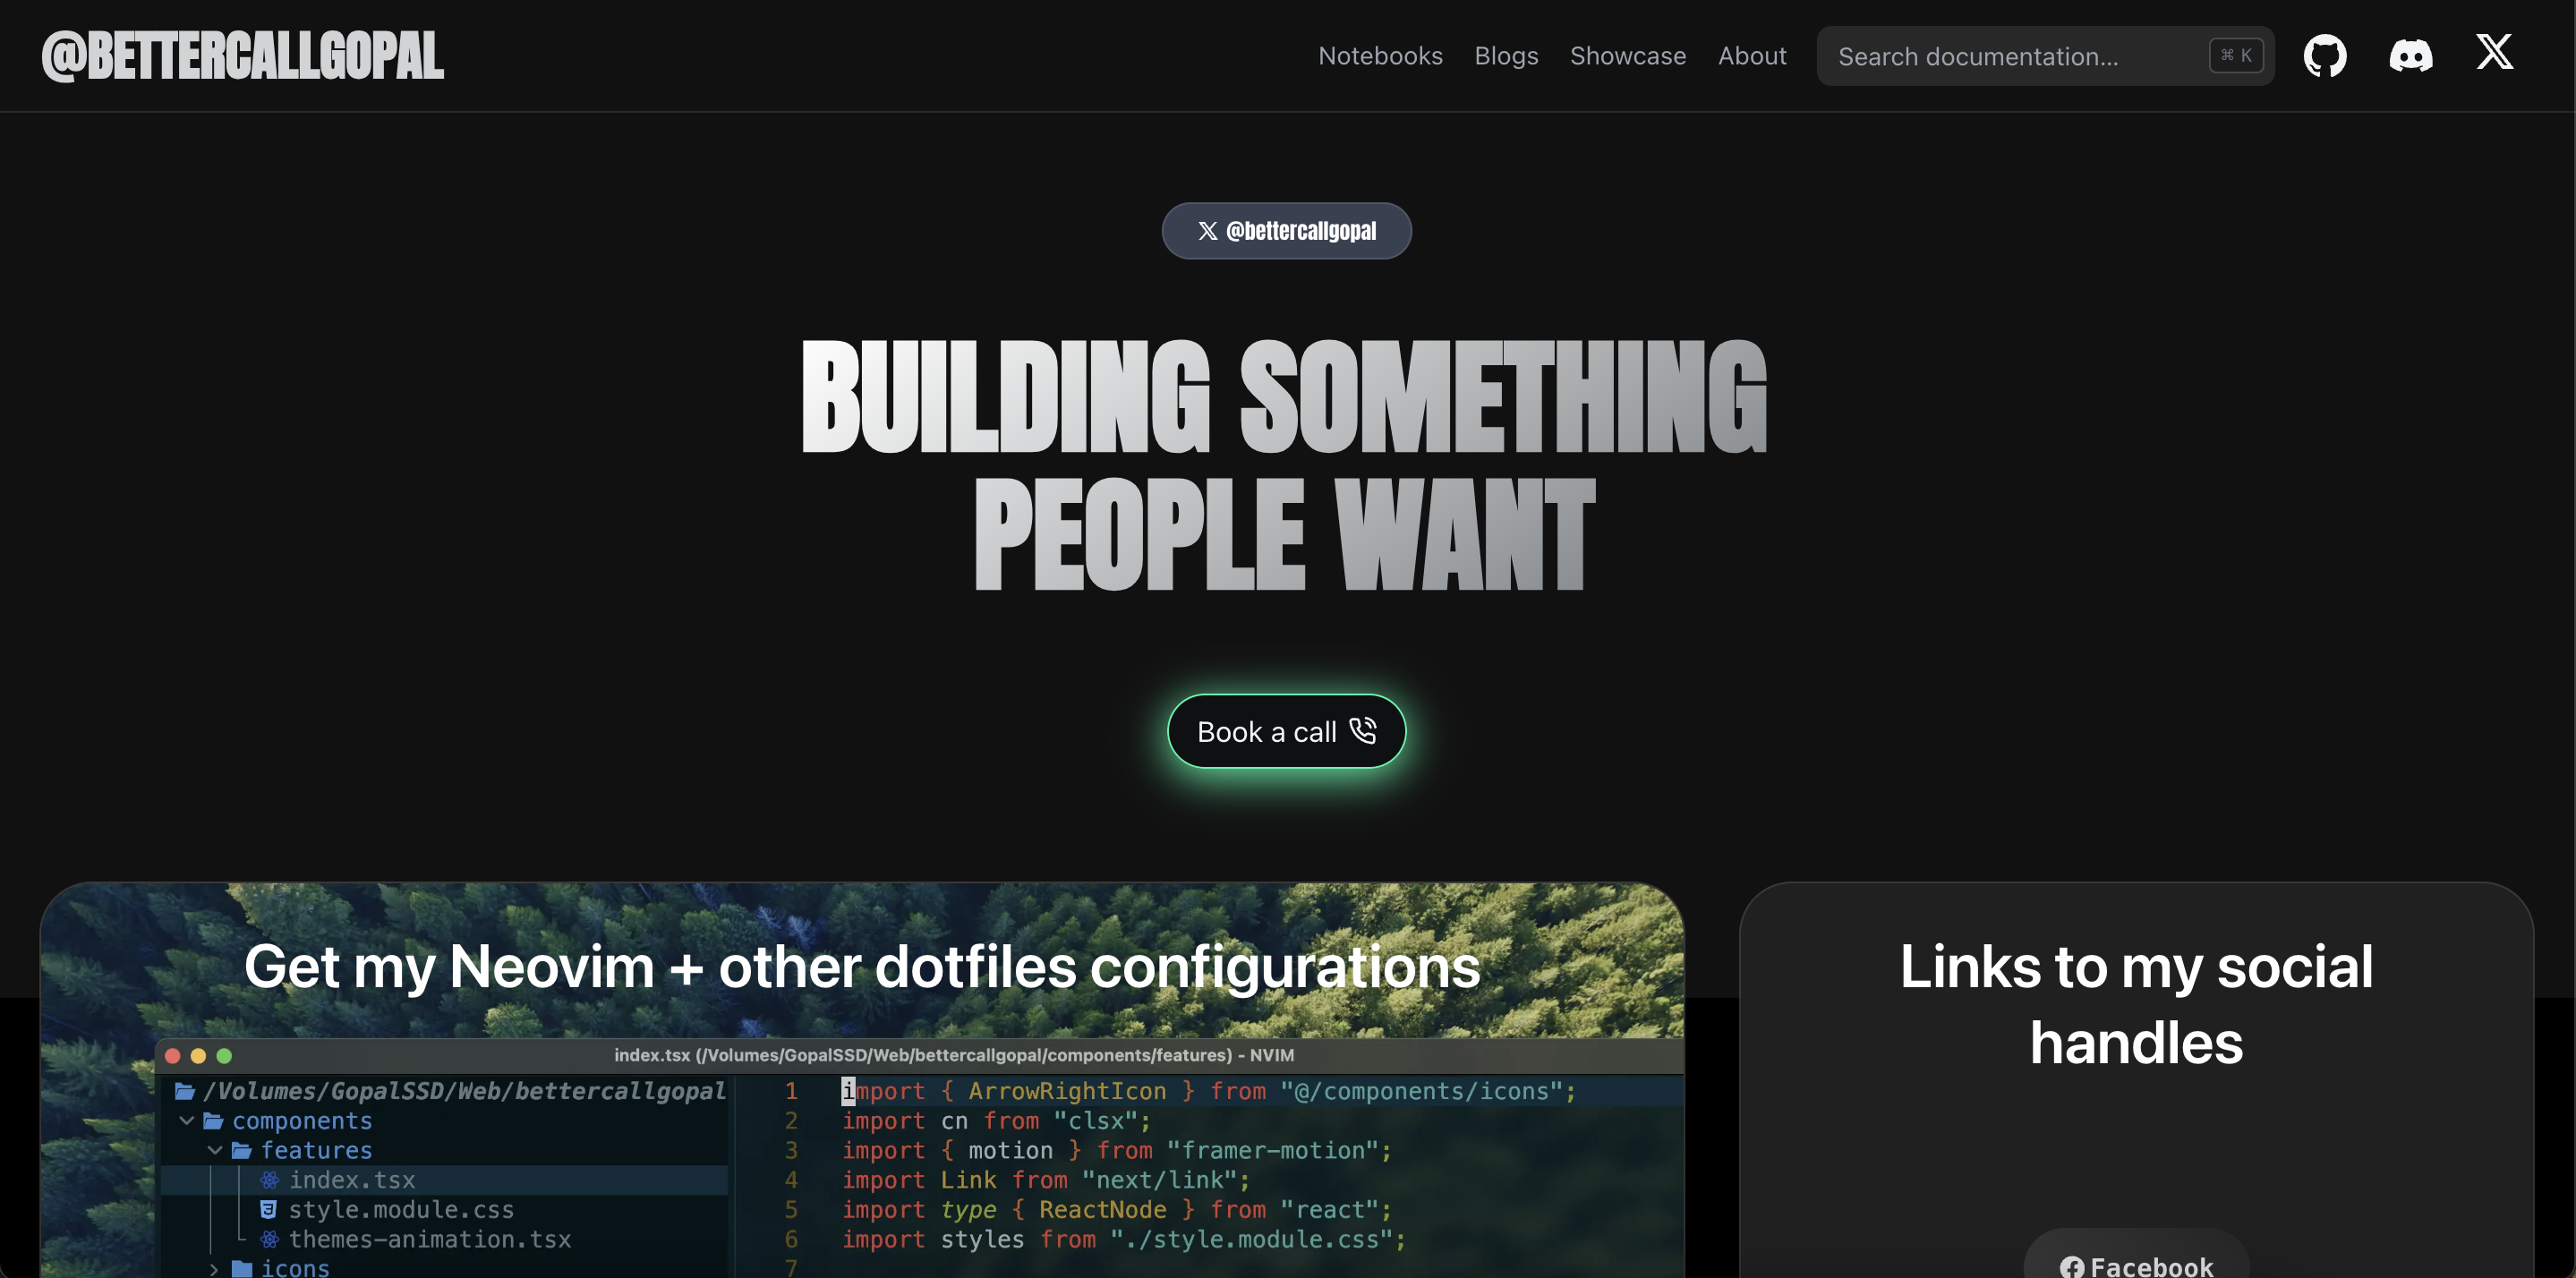 @BETTERCALLGOPAL
Notebooks Blogs Showcase About Search documentation... ⌘ K
@bettercallgopal
BUILDING SOMETHING
PEOPLE WANT
Book a call
Get my Neovim + other dotfiles configurations
index.tsx (/Volumes/GopalSSD/Web/bettercallgopal/components/features) - NVIM
/Volumes/GopalSSD/Web/bettercallgopal
components
features
index.tsx
style.module.css
themes-animation.tsx
icons
1 import { ArrowRightIcon } from "@/components/icons";
2 import cn from "clsx";
3 import { motion } from "framer-motion";
4 import Link from "next/link";
5 import type { ReactNode } from "react";
6 import styles from "./style.module.css";
7
Links to my social
handles
Facebook